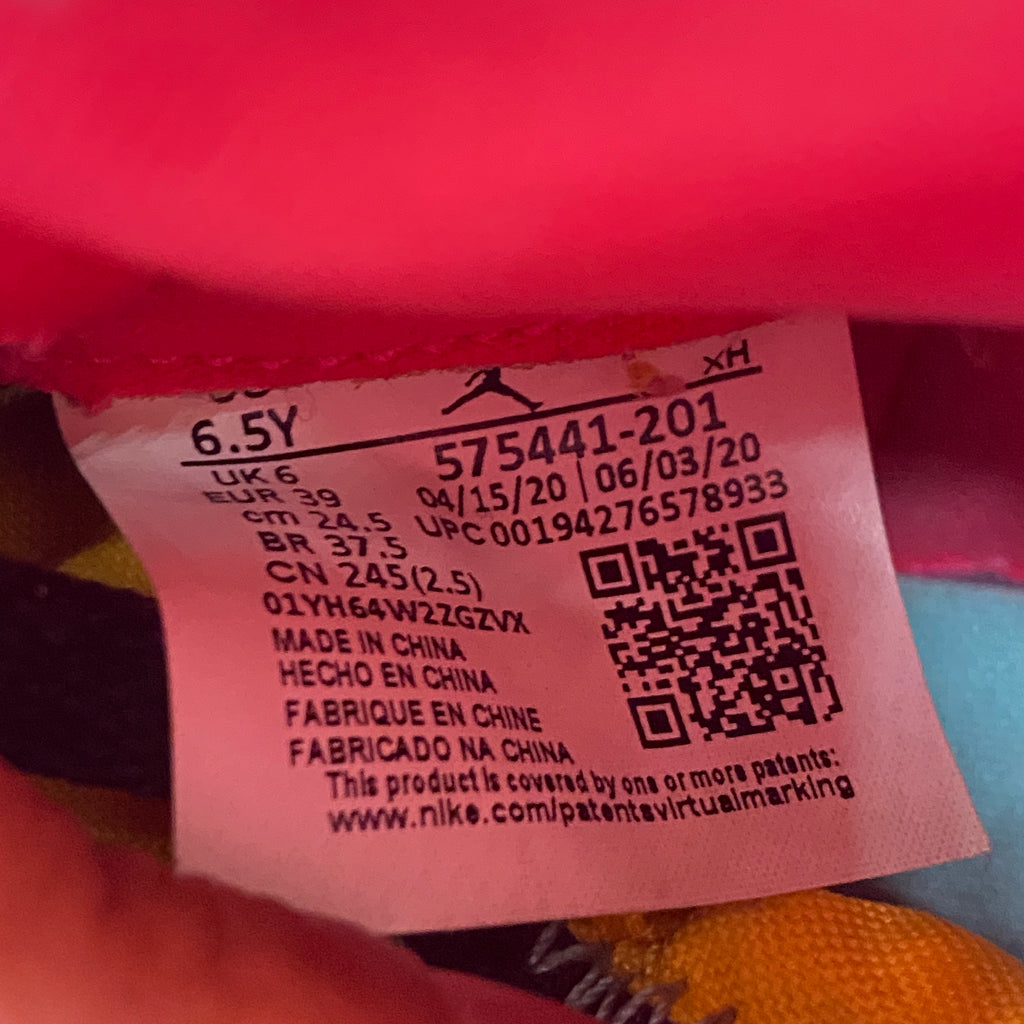 XH
6.5Y
575441-201
UK 6
04/15/20 | 06/03/20
EUR 39
UPC 00194276578933
cm 24.5
BR 37.5
CN 245(2.5)
01YH64W2ZGZVX
MADE IN CHINA
HECHO EN CHINA
FABRIQUE EN CHINE
FABRICADO NA CHINA
This product is covered by one or more patents:
www.nike.com/patentsvirtualmarking